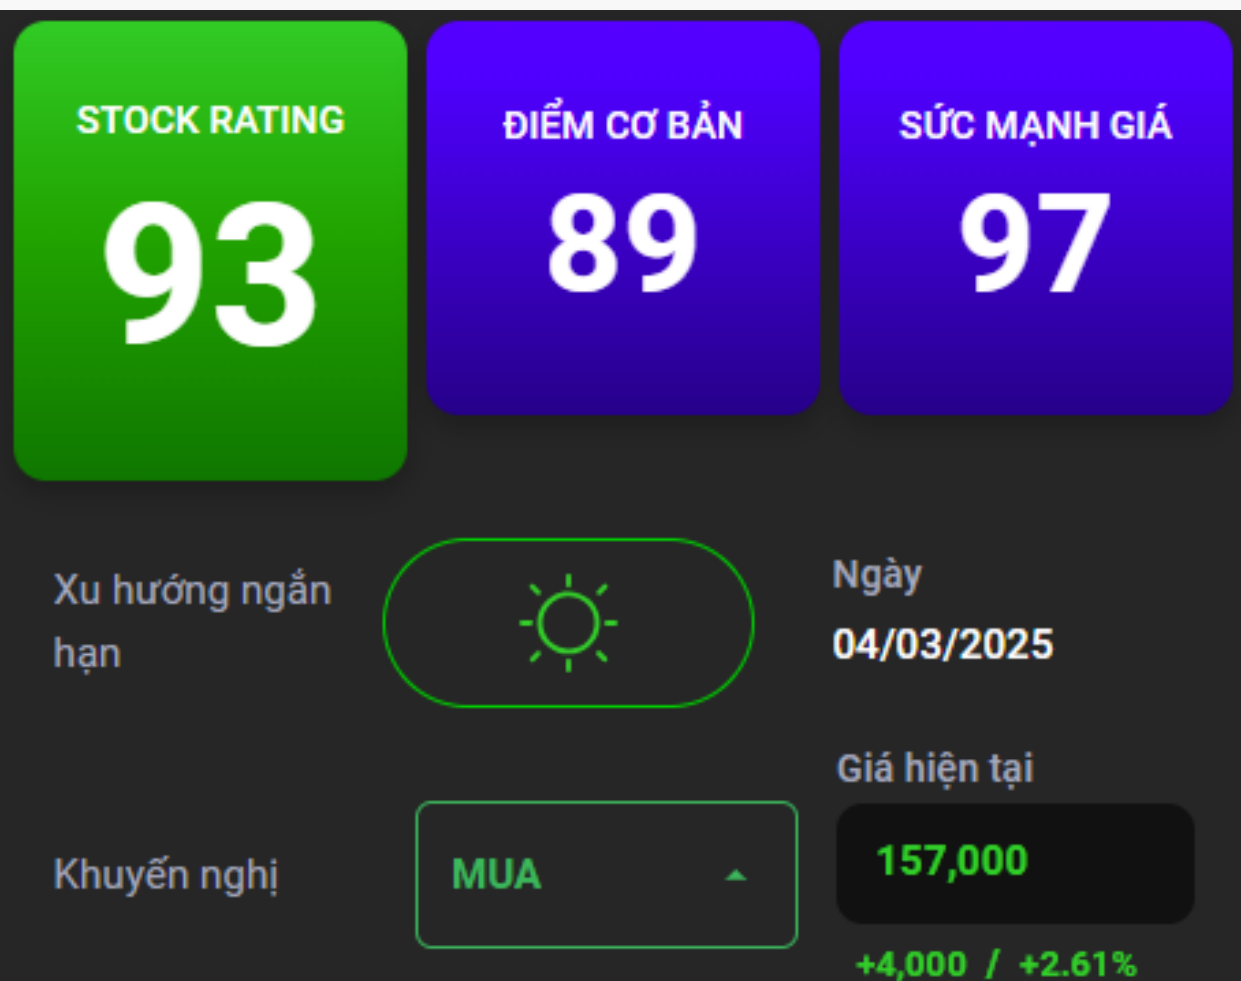 STOCK RATING
93
ĐIỂM CƠ BẢN
89
SỨC MẠNH GIÁ
97
Xu hướng ngắn
hạn
Ngày
04/03/2025
Khuyến nghị
MUA
Giá hiện tại
157,000
+4,000 / +2.61%